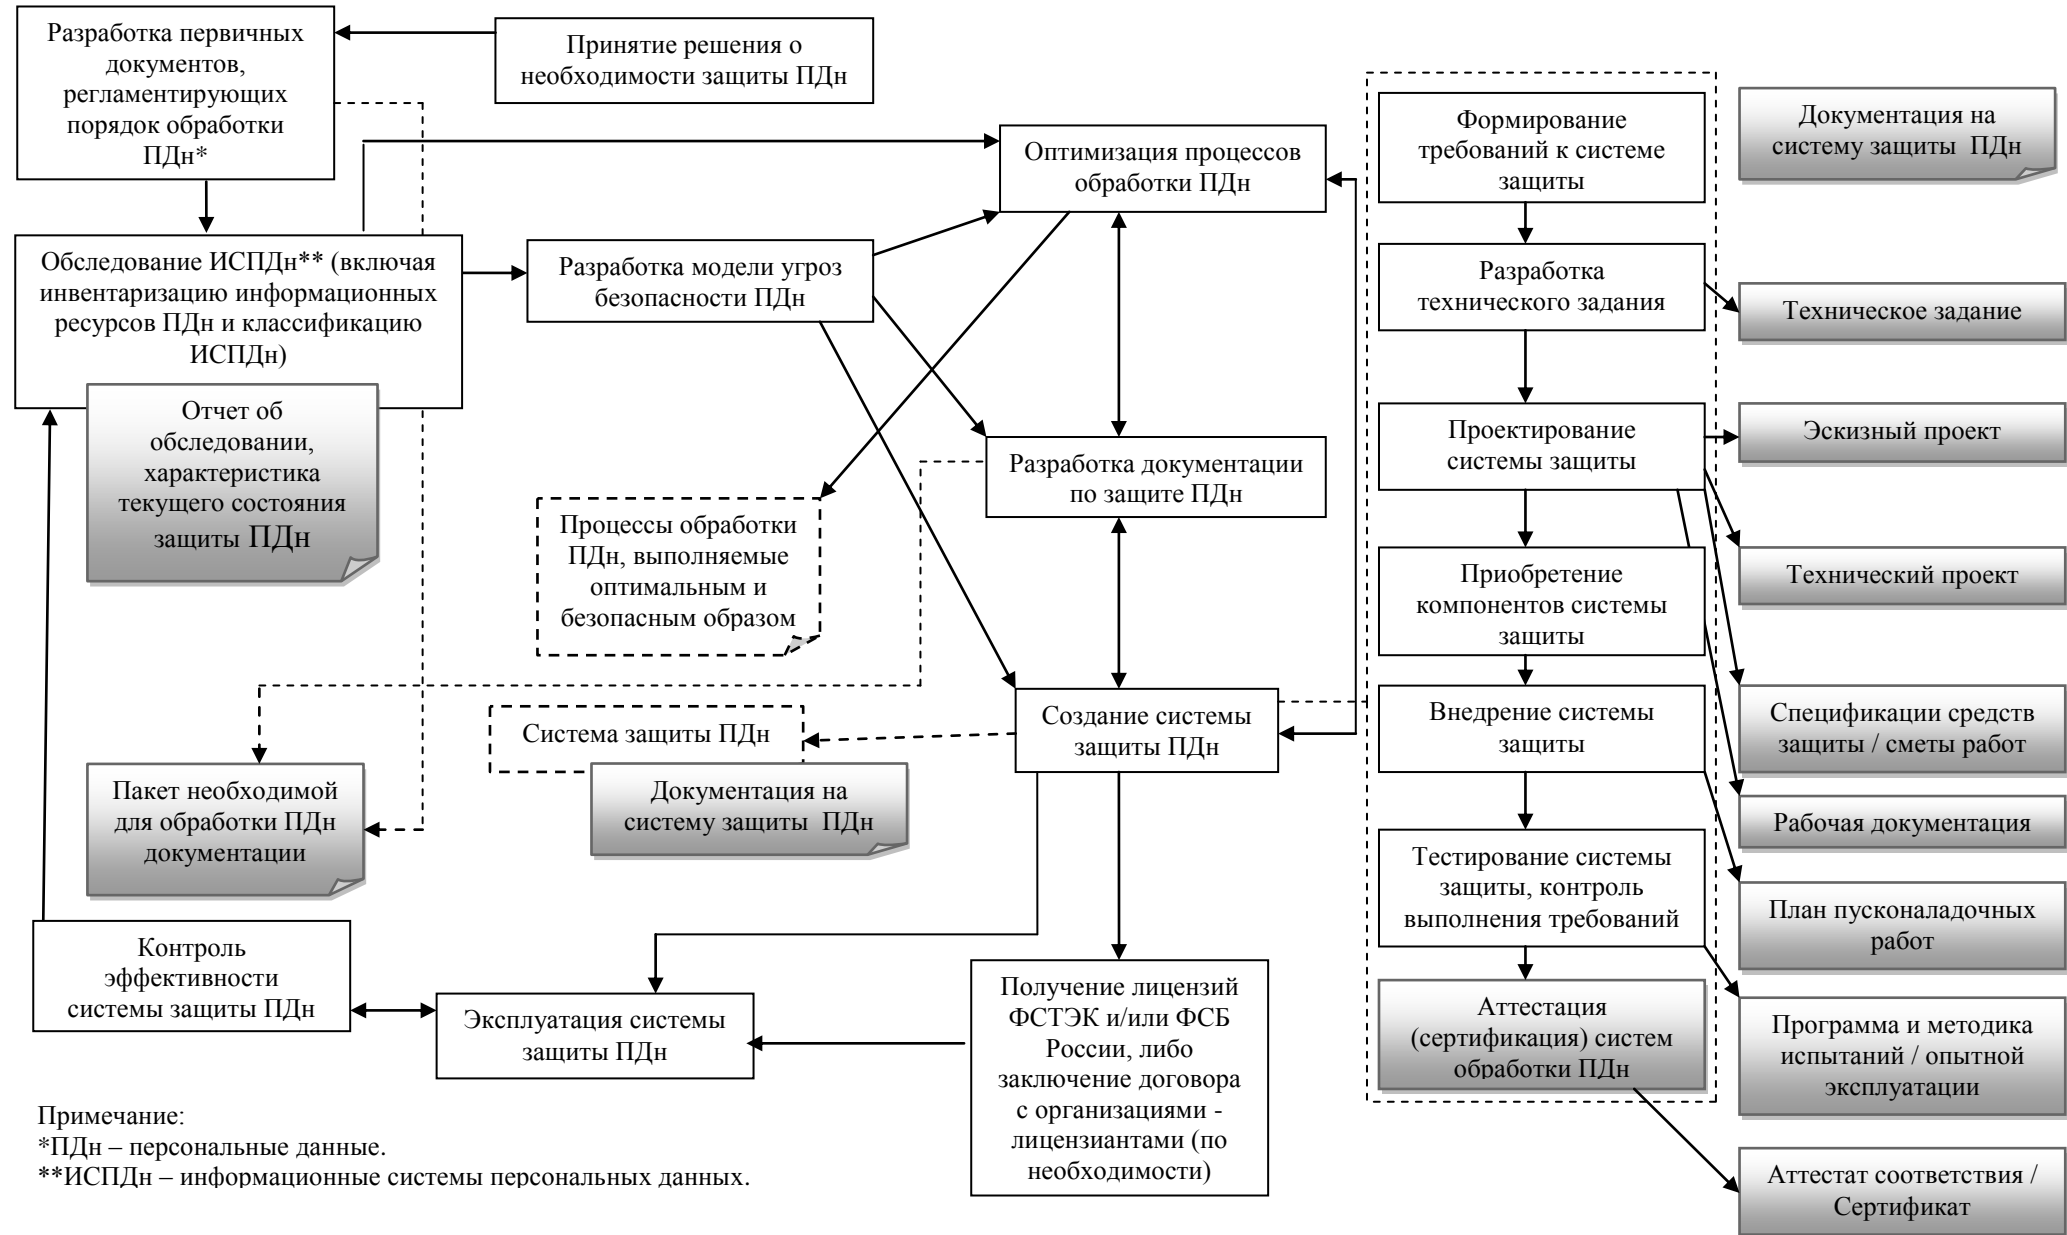 Разработка первичных
документов,
регламентирующих
порядок обработки
ПДн*
Принятие решения о
необходимости защиты ПДн
Оптимизация процессов
обработки ПДн
Обследование ИСПДн** (включая
инвентаризацию информационных
ресурсов ПДн и классификацию
ИСПДн)
Отчет об
обследовании,
характеристика
текущего состояния
защиты ПДн
Разработка модели угроз
безопасности ПДн
Разработка документации
по защите ПДн
Процессы обработки
ПДн, выполняемые
оптимальным и
безопасным образом
Создание системы
защиты ПДн
Система защиты ПДн
Документация на
систему защиты ПДн
Пакет необходимой
для обработки ПДн
документации
Контроль
эффективности
системы защиты ПДн
Эксплуатация системы
защиты ПДн
Получение лицензий
ФСТЭК и/или ФСБ
России, либо
заключение договора
с организациями -
лицензиантами (по
необходимости)
Формирование
требований к системе
защиты
Разработка
технического задания
Проектирование
системы защиты
Приобретение
компонентов системы
защиты
Внедрение системы
защиты
Тестирование системы
защиты, контроль
выполнения требований
Аттестация
(сертификация) систем
обработки ПДн
Документация на
систему защиты ПДн
Техническое задание
Эскизный проект
Технический проект
Спецификации средств
защиты / сметы работ
Рабочая документация
План пусконаладочных
работ
Программа и методика
испытаний / опытной
эксплуатации
Аттестат соответствия /
Сертификат
Примечание:
*ПДн – персональные данные.
**ИСПДн – информационные системы персональных данных.